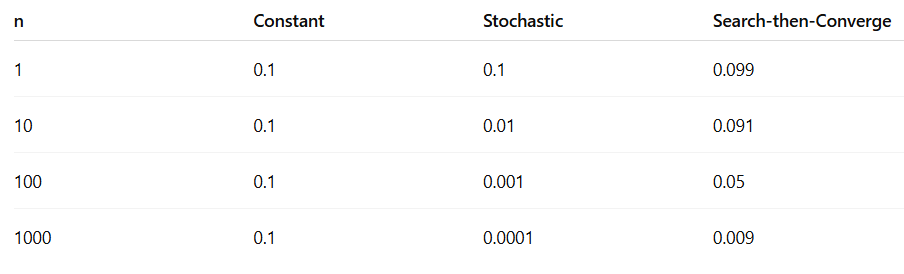 n Constant Stochastic Search-then-Converge
1 0.1 0.1 0.099
10 0.1 0.01 0.091
100 0.1 0.001 0.05
1000 0.1 0.0001 0.009